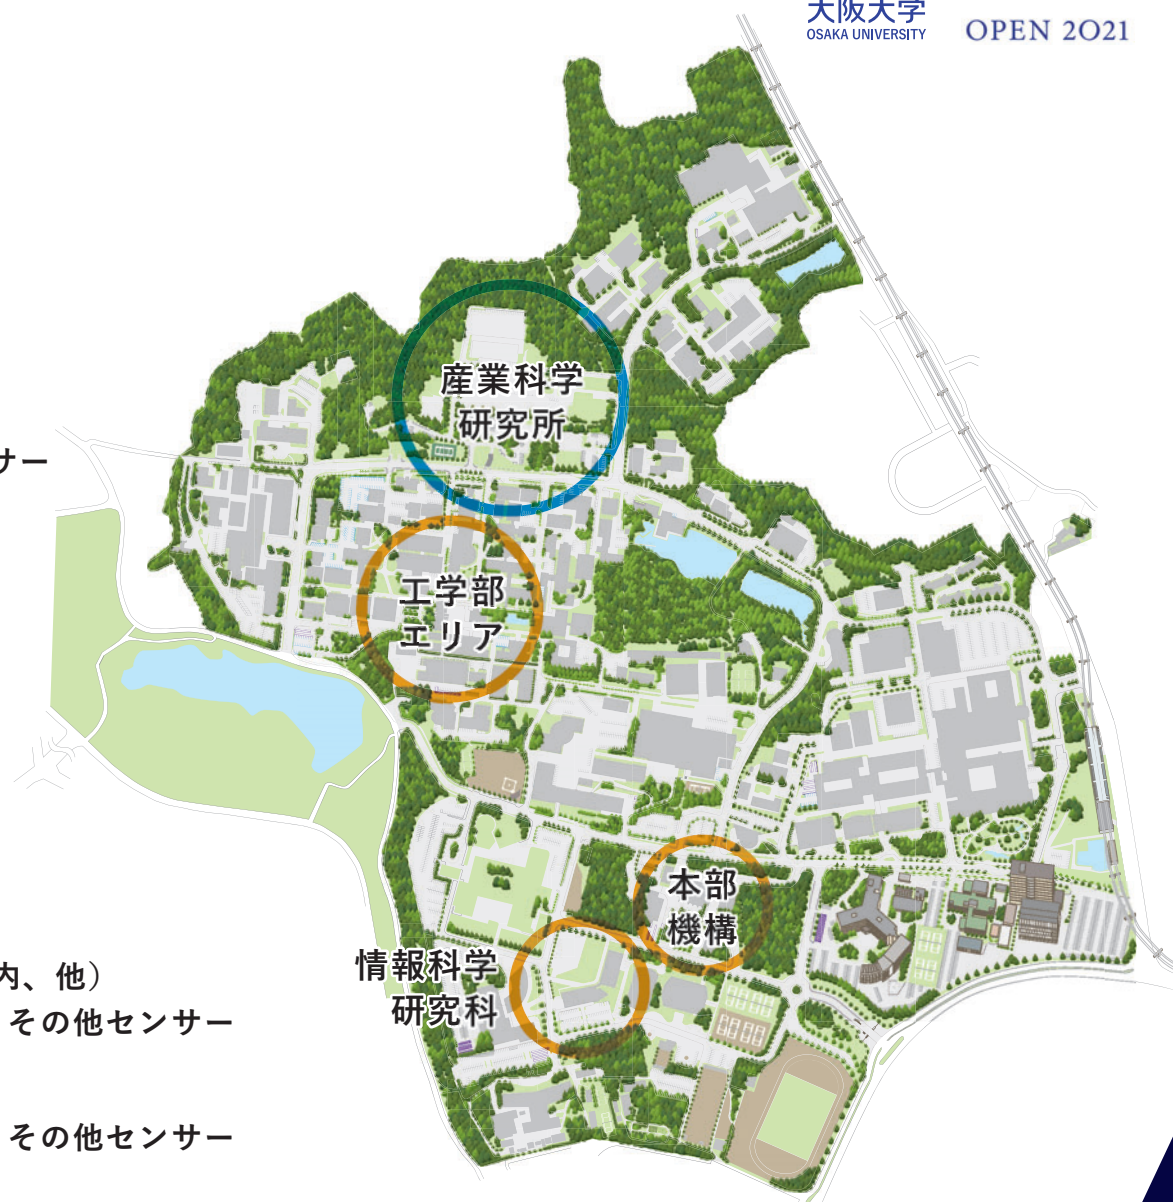 大阪大学
OSAKA UNIVERSITY
OPEN 2021
産業科学
研究所
サー
工学部
エリア
本部
機構
情報科学
研究科
内、他）
その他センサー
その他センサー